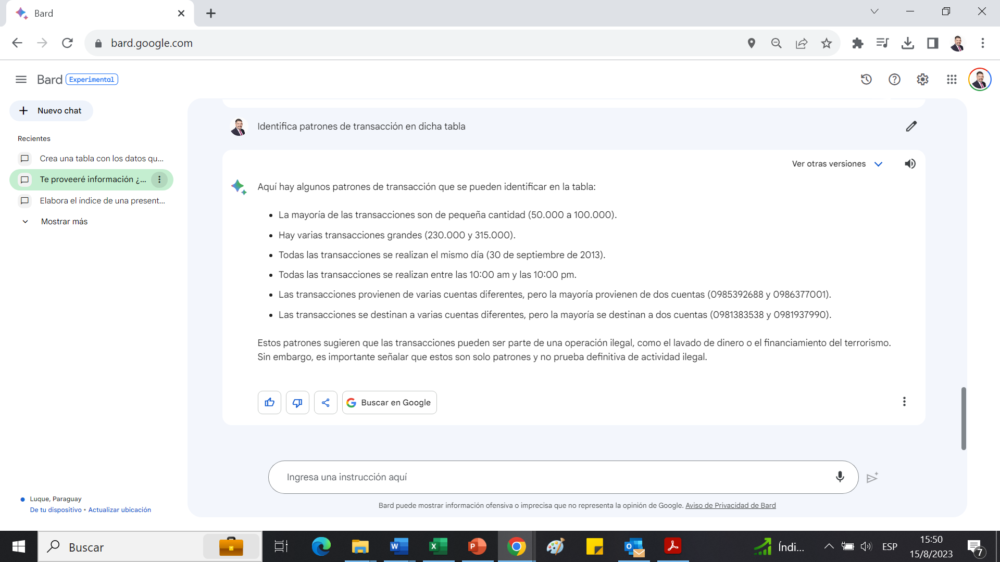 Bard
bard.google.com
Bard Experimental
Nuevo chat
Recientes
Crea una tabla con los datos qu...
Te proveeré información ¿...
Elabora el índice de una present...
Mostrar más
Luque, Paraguay
De tu dispositivo • Actualizar ubicación
Identifica patrones de transacción en dicha tabla
Ver otras versiones
Aquí hay algunos patrones de transacción que se pueden identificar en la tabla:
• La mayoría de las transacciones son de pequeña cantidad (50.000 a 100.000).
• Hay varias transacciones grandes (230.000 y 315.000).
• Todas las transacciones se realizan el mismo día (30 de septiembre de 2013).
• Todas las transacciones se realizan entre las 10:00 am y las 10:00 pm.
• Las transacciones provienen de varias cuentas diferentes, pero la mayoría provienen de dos cuentas (0985392688 y 0986377001).
• Las transacciones se destinan a varias cuentas diferentes, pero la mayoría se destinan a dos cuentas (0981383538 y 0981937990).
Estos patrones sugieren que las transacciones pueden ser parte de una operación ilegal, como el lavado de dinero o el financiamiento del terrorismo.
Sin embargo, es importante señalar que estos son solo patrones y no prueba definitiva de actividad ilegal.
Buscar en Google
Ingresa una instrucción aquí
Bard puede mostrar información ofensiva o imprecisa que no representa la opinión de Google. Aviso de Privacidad de Bard
Buscar
Índi...
ESP
15:50
15/8/2023
7